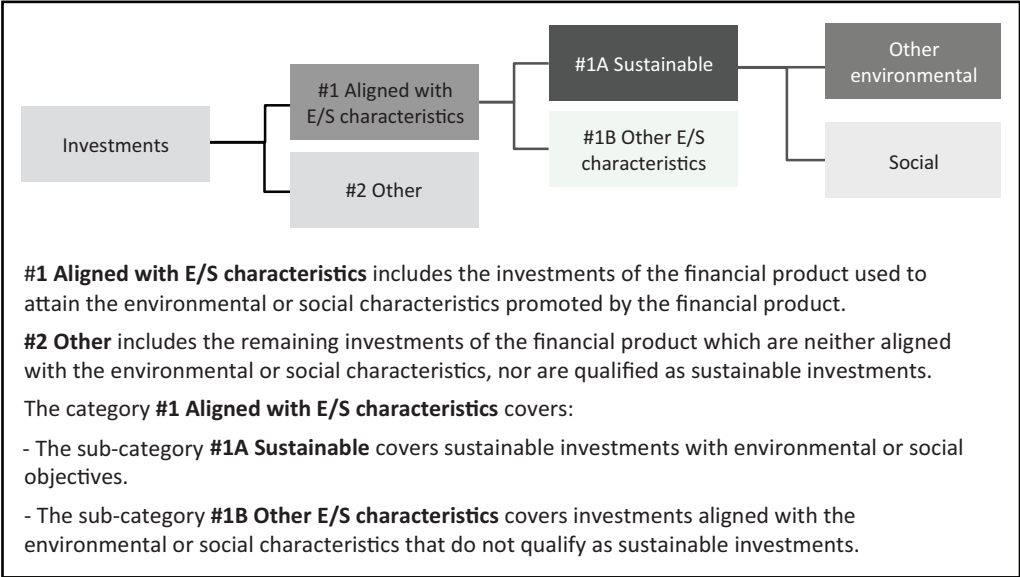 Investments
#1 Aligned with
E/S characteristics
#2 Other
#1A Sustainable
#1B Other E/S
characteristics
Other
environmental
Social
#1 Aligned with E/S characteristics includes the investments of the financial product used to
attain the environmental or social characteristics promoted by the financial product.
#2 Other includes the remaining investments of the financial product which are neither aligned
with the environmental or social characteristics, nor are qualified as sustainable investments.
The category #1 Aligned with E/S characteristics covers:
- The sub-category #1A Sustainable covers sustainable investments with environmental or social
objectives.
- The sub-category #1B Other E/S characteristics covers investments aligned with the
environmental or social characteristics that do not qualify as sustainable investments.